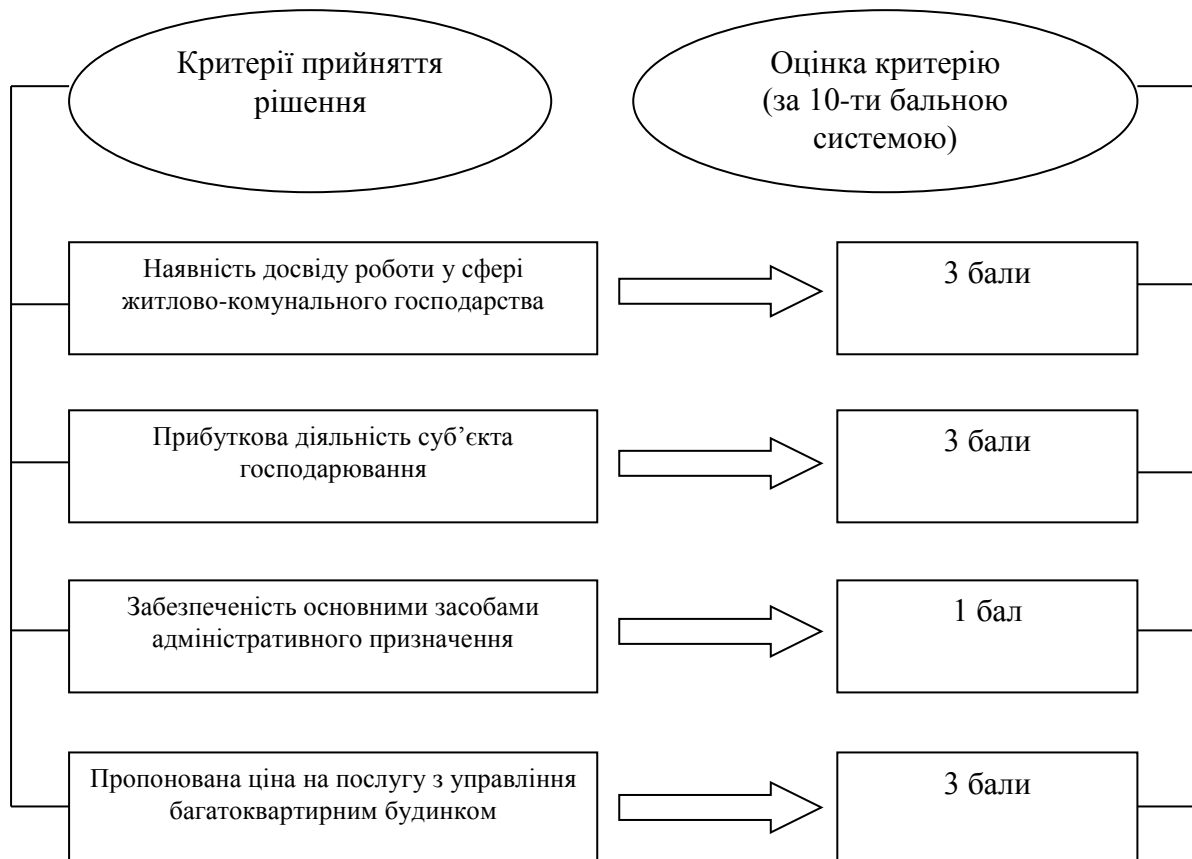 Критерії прийняття
рішення
Оцінка критерію
(за 10-ти бальною
системою)
Наявність досвіду роботи у сфері
житлово-комунального господарства
3 бали
Прибуткова діяльність суб’єкта
господарювання
3 бали
Забезпеченість основними засобами
адміністративного призначення
1 бал
Пропонована ціна на послугу з управління
багатоквартирним будинком
3 бали